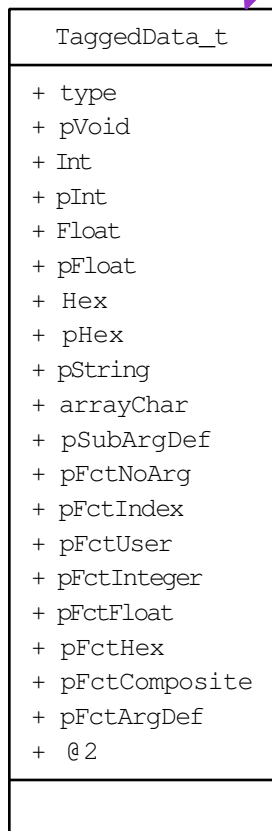 TaggedData_t
+ type
+ pVoid
+ Int
+ pInt
+ Float
+ pFloat
+ Hex
+ pHex
+ pString
+ arrayChar
+ pSubArgDef
+ pFctNoArg
+ pFctIndex
+ pFctUser
+ pFctInteger
+ pFctFloat
+ pFctHex
+ pFctComposite
+ pFctArgDef
+ @2